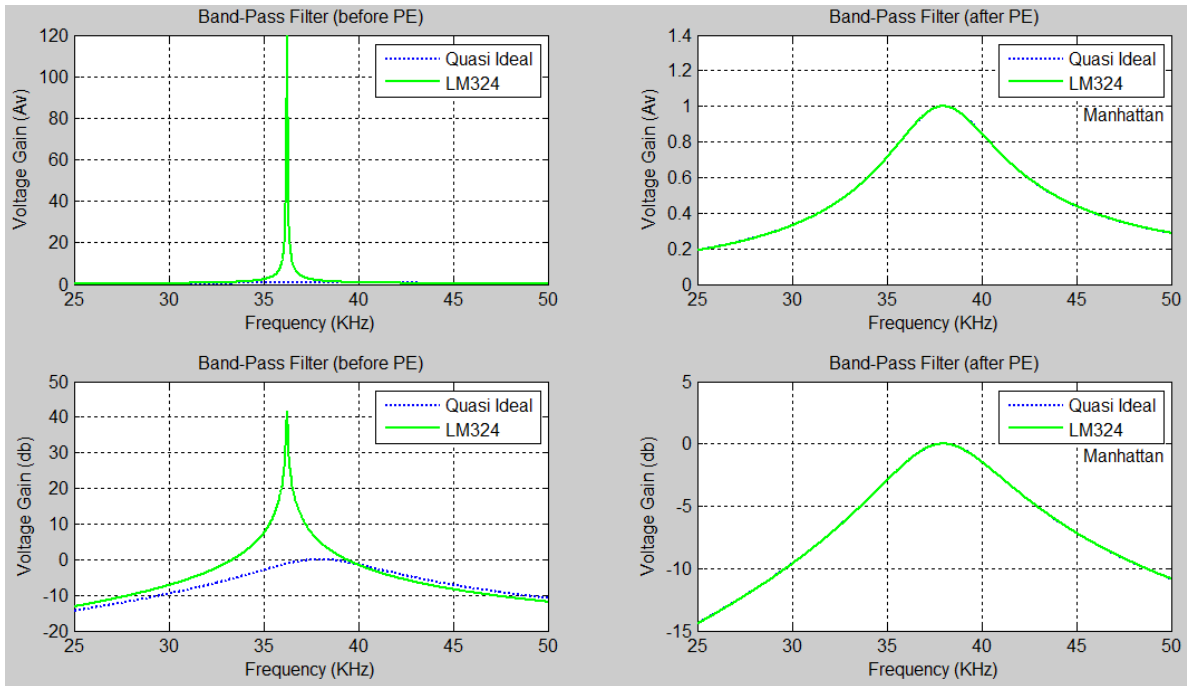 Band-Pass Filter (before PE)
Voltage Gain (Av)
120
100
80
60
40
20
0
Quasi Ideal
LM324
25 30 35 40 45 50
Frequency (KHz)
Band-Pass Filter (after PE)
Voltage Gain (Av)
1.4
1.2
1
0.8
0.6
0.4
0.2
0
Quasi Ideal
LM324
Manhattan
25 30 35 40 45 50
Frequency (KHz)
Band-Pass Filter (before PE)
Voltage Gain (db)
50
40
30
20
10
0
-10
-20
Quasi Ideal
LM324
25 30 35 40 45 50
Frequency (KHz)
Band-Pass Filter (after PE)
Voltage Gain (db)
5
0
-5
-10
-15
Quasi Ideal
LM324
Manhattan
25 30 35 40 45 50
Frequency (KHz)